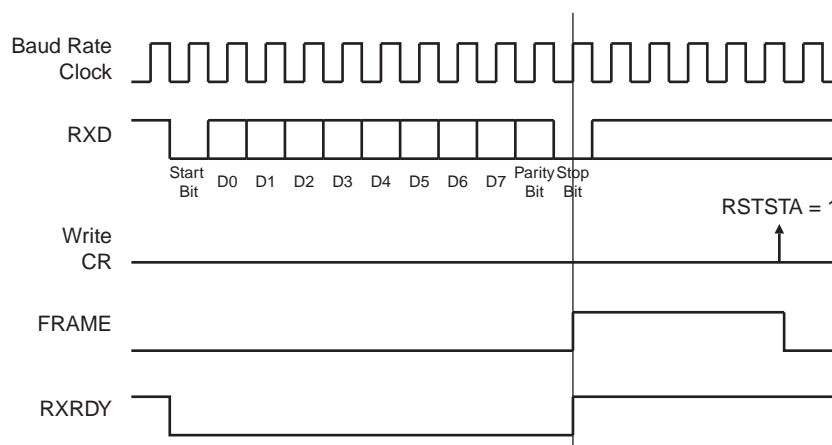 Baud Rate
Clock
RXD
Start
Bit
D0 D1 D2 D3 D4 D5 D6 D7
Parity
Bit
Stop
Bit
RSTSTA = 1
Write
CR
FRAME
RXRDY